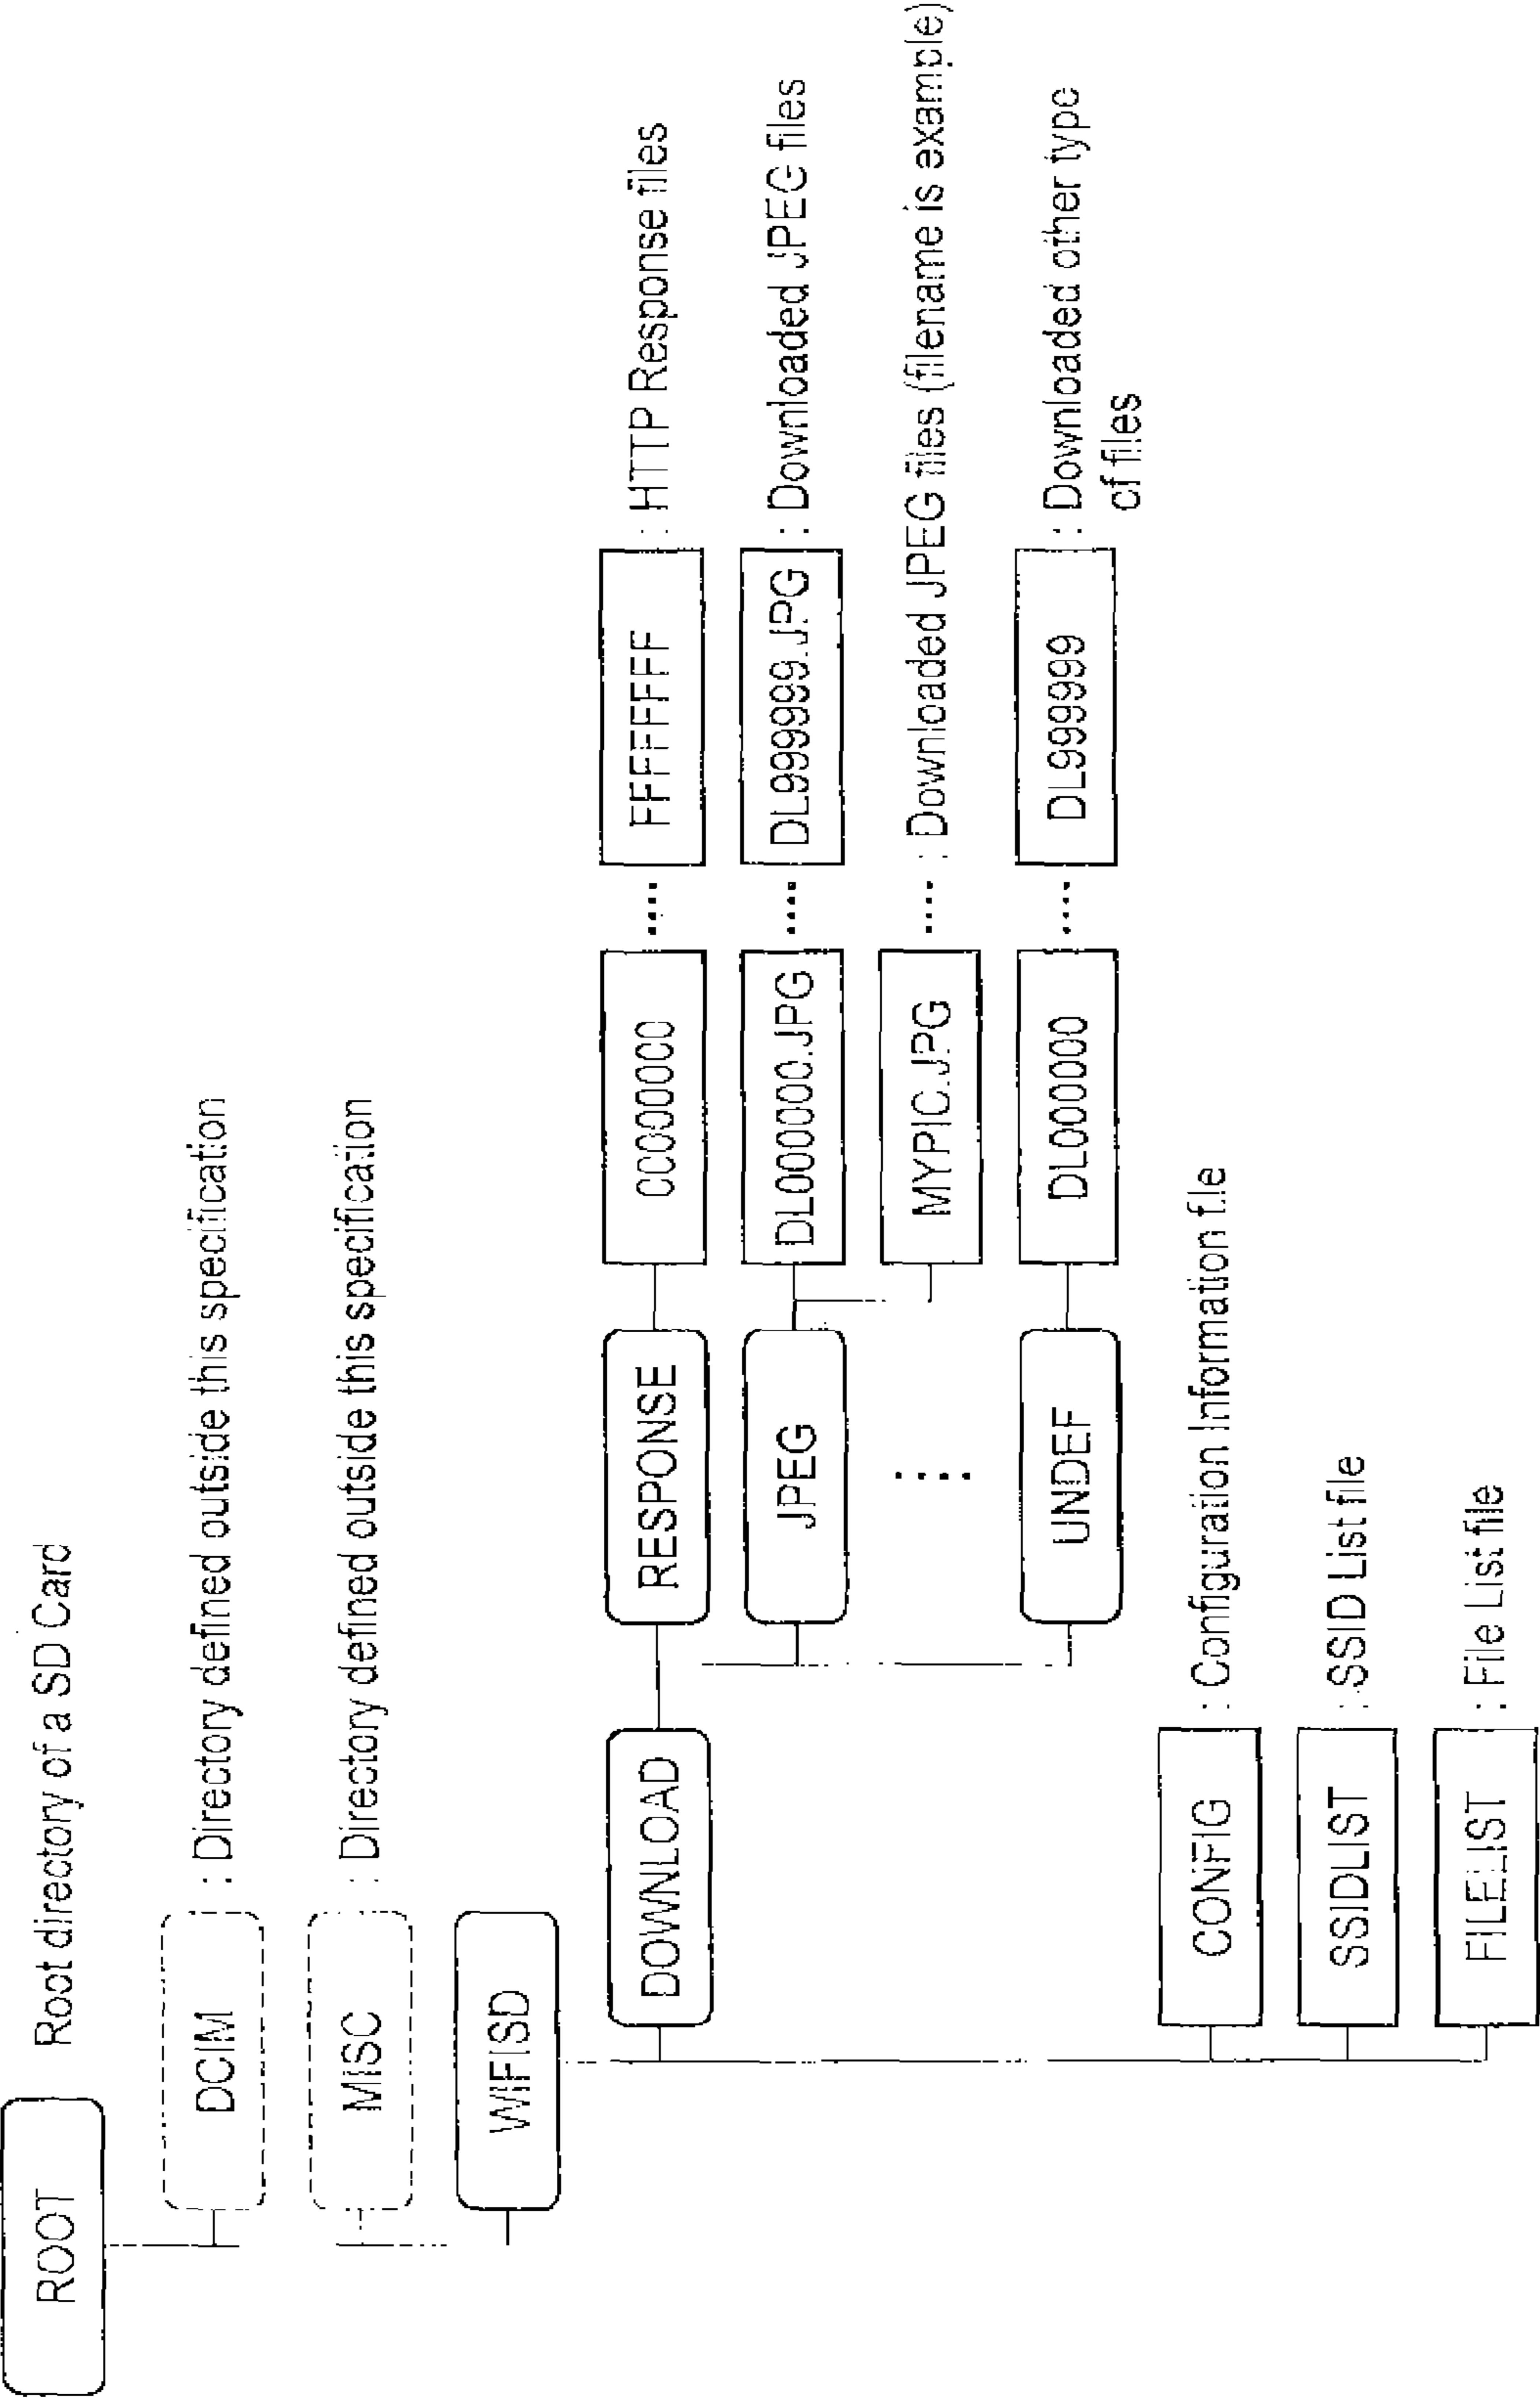 ROOT Root directory of a SD Card
DCIM : Directory defined outside this specification
MISC : Directory defined outside this specification
WIFISD
DOWNLOAD RESPONSE 00000000 .... FFFFFFFF : HTTP Response files
JPEG DL000000.JPG .... DL999999.JPG : Downloaded JPEG files
MYPIC.JPG .... : Downloaded JPEG files (filename is example)
UNDEF DL000000 .... DL999999 : Downloaded other type
of files
CONFIG : Configuration Information file
SSIDLIST : SSID List file
FILELIST : File List file